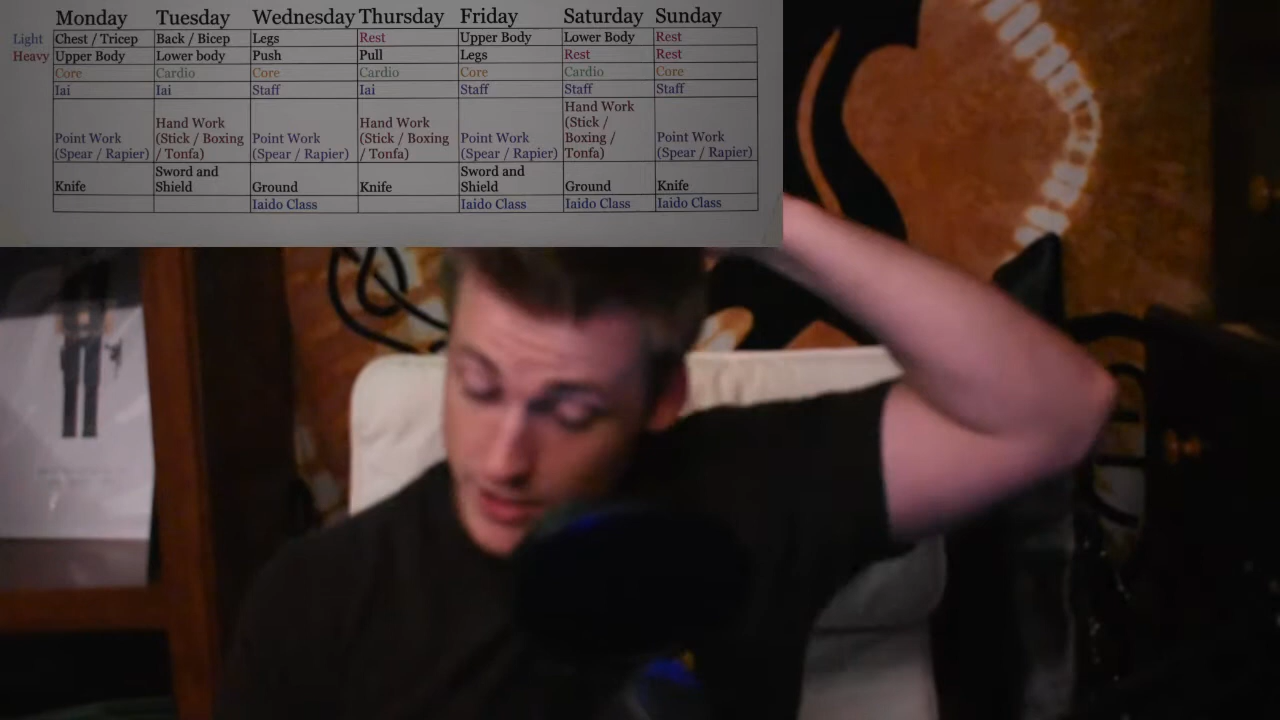 Monday Tuesday Wednesday Thursday Friday Saturday Sunday
Light Chest / Tricep Back / Bicep Legs Rest Upper Body Lower Body Rest
Heavy Upper Body Lower body Push Pull Legs Rest Rest
Core Cardio Core Cardio Core Cardio Core
Iai Iai Staff Iai Staff Staff Staff
Point Work (Spear / Rapier) Hand Work (Stick / Boxing / Tonfa) Point Work (Spear / Rapier) Hand Work (Stick / Boxing / Tonfa) Point Work (Spear / Rapier) Hand Work (Stick / Boxing / Tonfa) Point Work (Spear / Rapier)
Knife Sword and Shield Ground Knife Sword and Shield Ground Knife
Iaido Class Iaido Class Iaido Class Iaido Class